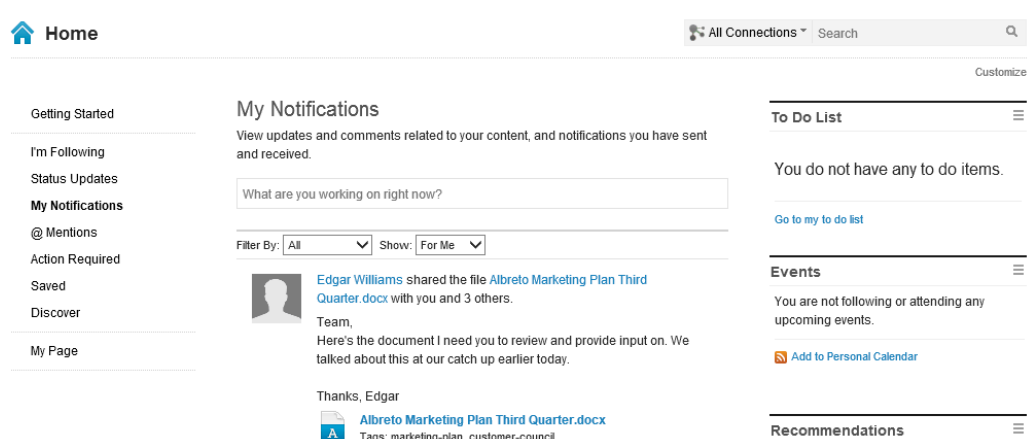 Home
All Connections
Search
Customize
Getting Started
I'm Following
Status Updates
My Notifications
@ Mentions
Action Required
Saved
Discover
My Page
My Notifications
View updates and comments related to your content, and notifications you have sent
and received.
What are you working on right now?
Filter By: All Show: For Me
Edgar Williams shared the file Albreto Marketing Plan Third
Quarter.docx with you and 3 others.
Team,
Here's the document I need you to review and provide input on. We
talked about this at our catch up earlier today.
Thanks, Edgar
A
Albreto Marketing Plan Third Quarter.docx
Tags: marketing-plan, customer-council
To Do List
You do not have any to do items.
Go to my to do list
Events
You are not following or attending any
upcoming events.
Add to Personal Calendar
Recommendations